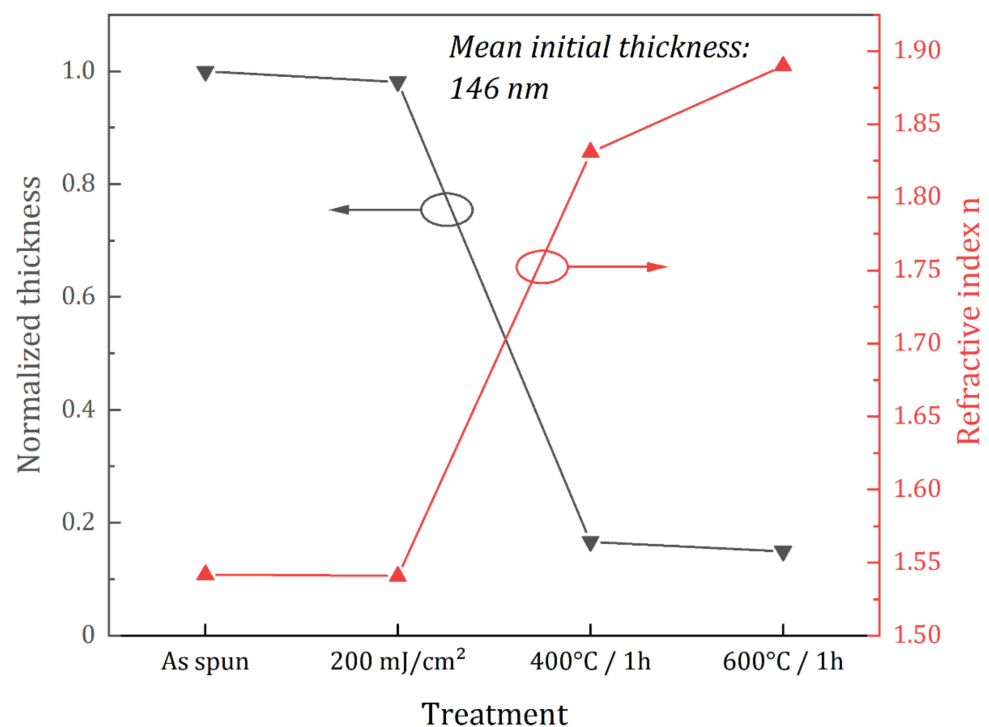 Mean initial thickness:
146 nm
Normalized thickness
1.0
0.8
0.6
0.4
0.2
0
Refractive index n
1.90
1.85
1.80
1.75
1.70
1.65
1.60
1.55
1.50
As spun
200 mJ/cm²
400°C / 1h
600°C / 1h
Treatment